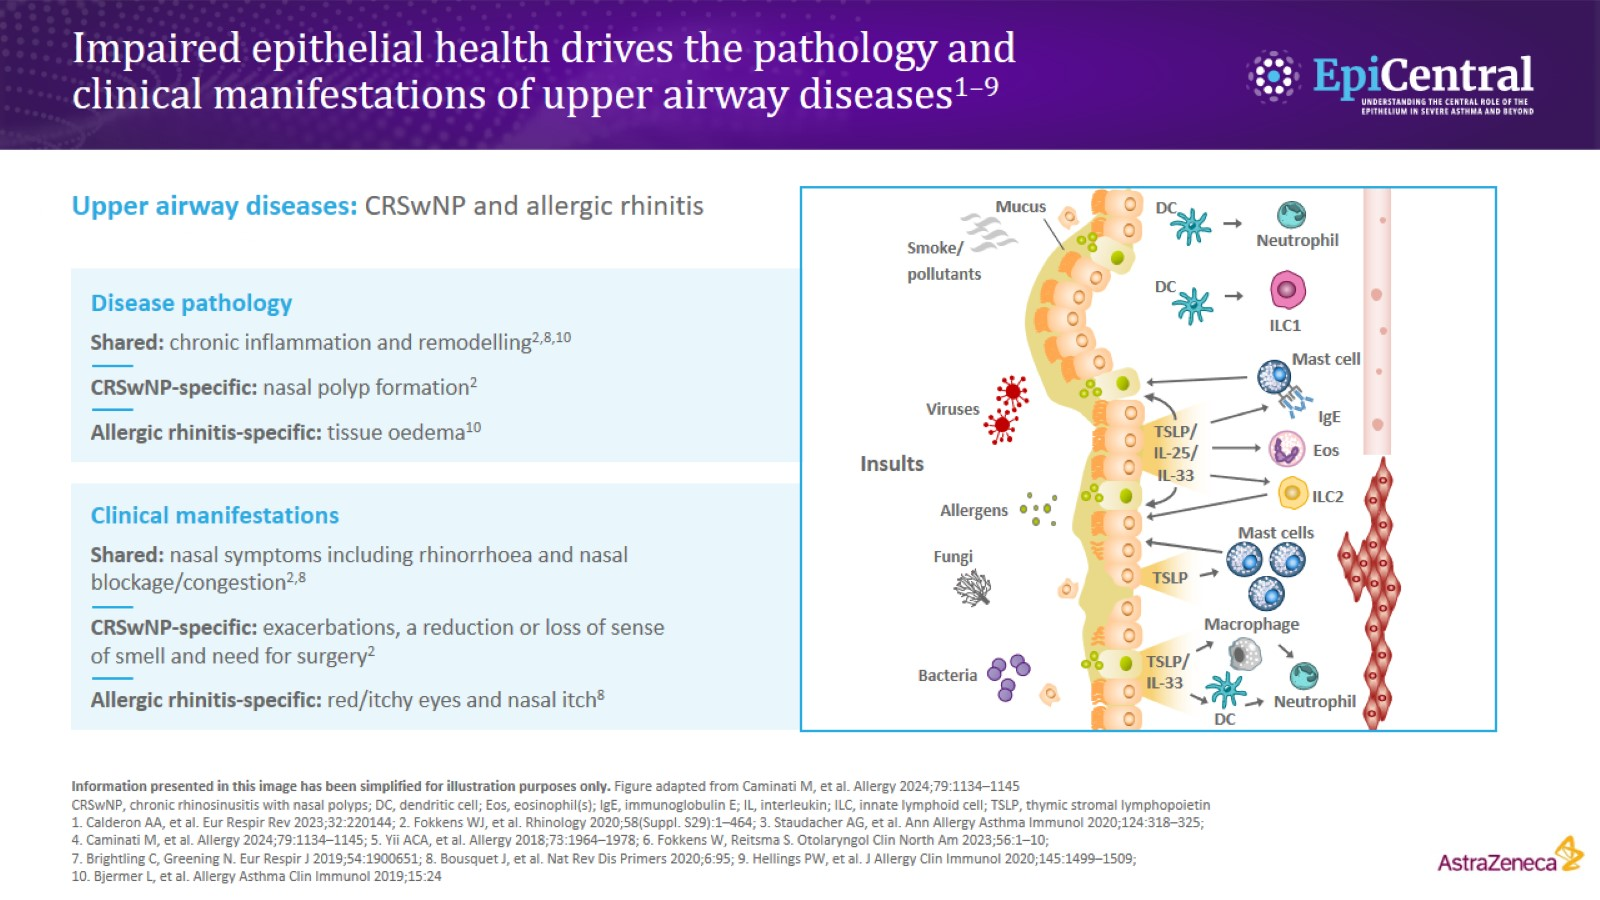 Impaired epithelial health drives the pathology and
clinical manifestations of upper airway diseases1–9
EpiCentral
UNDERSTANDING THE CENTRAL ROLE OF THE
EPITHELIUM IN SEVERE ASTHMA AND BEYOND
Upper airway diseases: CRSwNP and allergic rhinitis
Disease pathology
Shared: chronic inflammation and remodelling2,8,10
CRSwNP-specific: nasal polyp formation2
Allergic rhinitis-specific: tissue oedema10
Clinical manifestations
Shared: nasal symptoms including rhinorrhoea and nasal
blockage/congestion2,8
CRSwNP-specific: exacerbations, a reduction or loss of sense
of smell and need for surgery2
Allergic rhinitis-specific: red/itchy eyes and nasal itch8
Mucus
Smoke/
pollutants
DC
Neutrophil
DC
ILC1
Mast cell
IgE
Viruses
TSLP/
IL-25/
IL-33
Eos
Insults
ILC2
Allergens
Mast cells
Fungi
TSLP
Macrophage
Bacteria
TSLP/
IL-33
Neutrophil
DC
Information presented in this image has been simplified for illustration purposes only. Figure adapted from Caminati M, et al. Allergy 2024;79:1134–1145
CRSwNP, chronic rhinosinusitis with nasal polyps; DC, dendritic cell; Eos, eosinophil(s); IgE, immunoglobulin E; IL, interleukin; ILC, innate lymphoid cell; TSLP, thymic stromal lymphopoietin
1. Calderon AA, et al. Eur Respir Rev 2023;32:220144; 2. Fokkens WJ, et al. Rhinology 2020;58(Suppl. S29):1–464; 3. Staudacher AG, et al. Ann Allergy Asthma Immunol 2020;124:318–325;
4. Caminati M, et al. Allergy 2024;79:1134–1145; 5. Yii ACA, et al. Allergy 2018;73:1964–1978; 6. Fokkens W, Reitsma S. Otolaryngol Clin North Am 2023;56:1–10;
7. Brightling C, Greening N. Eur Respir J 2019;54:1900651; 8. Bousquet J, et al. Nat Rev Dis Primers 2020;6:95; 9. Hellings PW, et al. J Allergy Clin Immunol 2020;145:1499–1509;
10. Bjermer L, et al. Allergy Asthma Clin Immunol 2019;15:24
AstraZeneca